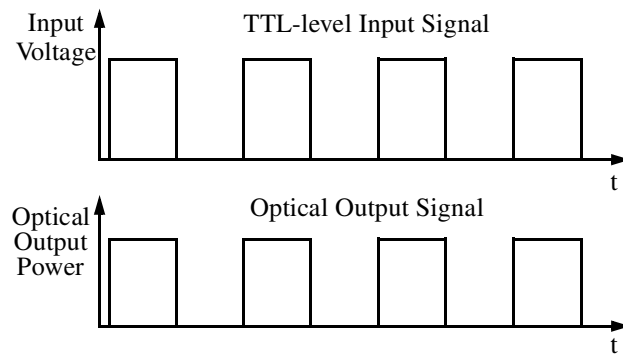 Input
Voltage
TTL-level Input Signal
t
Optical
Output
Power
Optical Output Signal
t